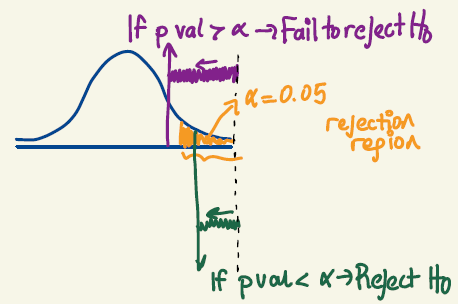 If p val > α → Fail to reject H0
α = 0.05
rejection
region
If p val < α → Reject H0